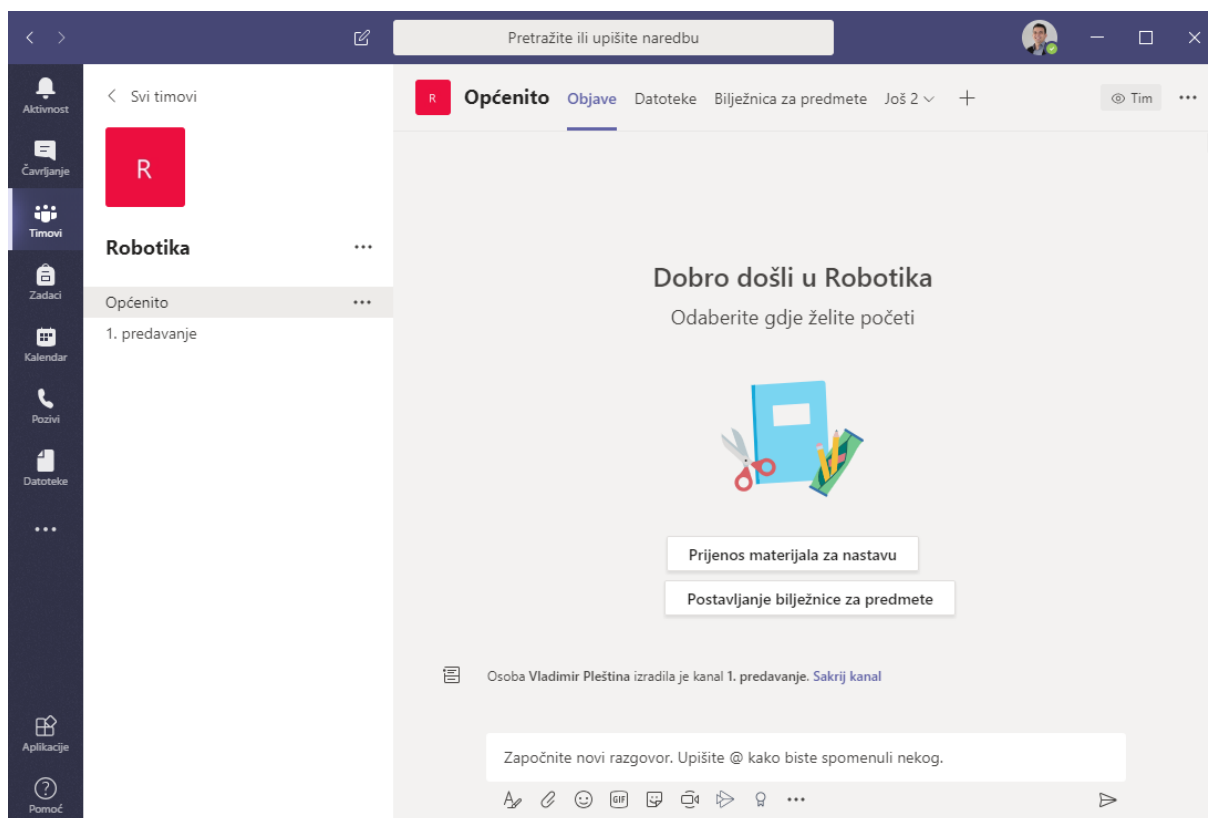 Pretražite ili upišite naredbu
Aktivnost
Čavrljanje
Timovi
Zadaci
Kalendar
Pozivi
Datoteke
Aplikacije
Pomoć
Svi timovi
R
Robotika
Općenito
1. predavanje
R
Općenito Objave Datoteke Bilježnica za predmete Još 2
Tim
Dobro došli u Robotika
Odaberite gdje želite početi
Prijenos materijala za nastavu
Postavljanje bilježnice za predmete
Osoba Vladimir Pleština izradila je kanal 1. predavanje. Sakrij kanal
Započnite novi razgovor. Upišite @ kako biste spomenuli nekog.
GIF